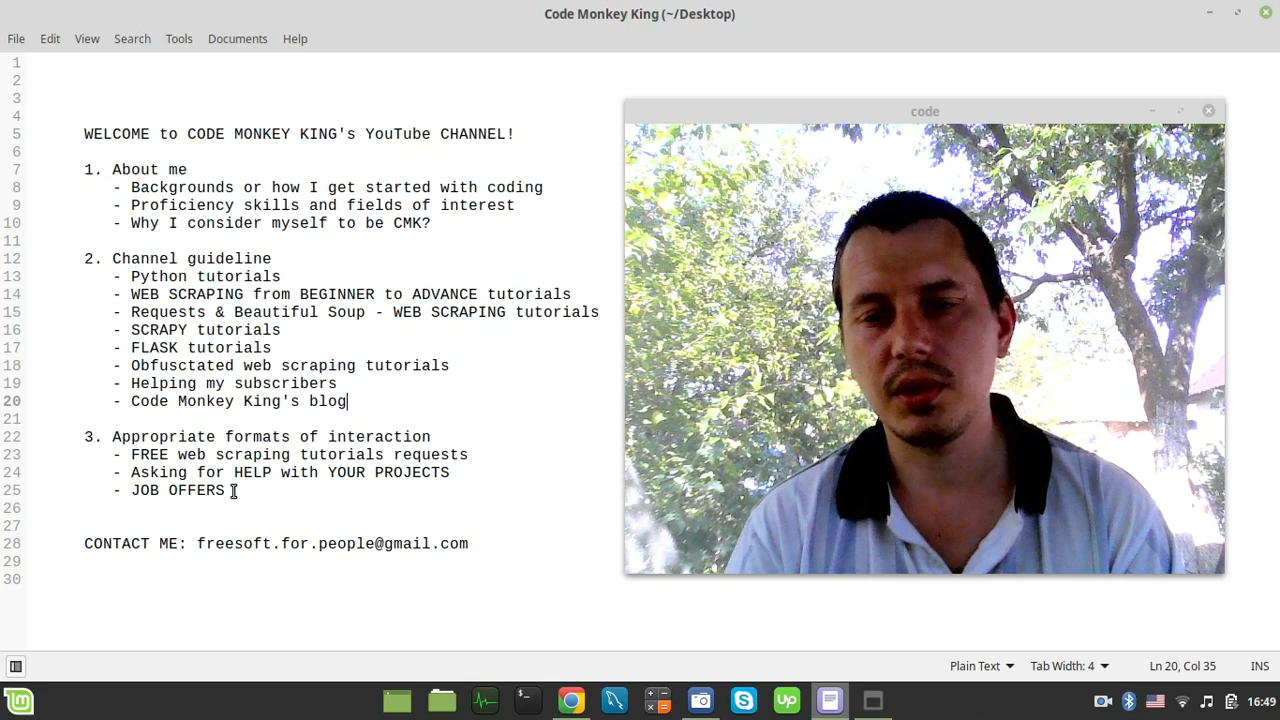 Code Monkey King (~/Desktop)
File Edit View Search Tools Documents Help
1
2
3
4
5 WELCOME to CODE MONKEY KING's YouTube CHANNEL!
6
7 1. About me
8 - Backgrounds or how I get started with coding
9 - Proficiency skills and fields of interest
10 - Why I consider myself to be CMK?
11
12 2. Channel guideline
13 - Python tutorials
14 - WEB SCRAPING from BEGINNER to ADVANCE tutorials
15 - Requests & Beautiful Soup - WEB SCRAPING tutorials
16 - SCRAPY tutorials
17 - FLASK tutorials
18 - Obfusctated web scraping tutorials
19 - Helping my subscribers
20 - Code Monkey King's blog
21
22 3. Appropriate formats of interaction
23 - FREE web scraping tutorials requests
24 - Asking for HELP with YOUR PROJECTS
25 - JOB OFFERS
26
27
28 CONTACT ME: freesoft.for.people@gmail.com
29
30
code
Plain Text Tab Width: 4 Ln 20, Col 35 INS
Up
16:49